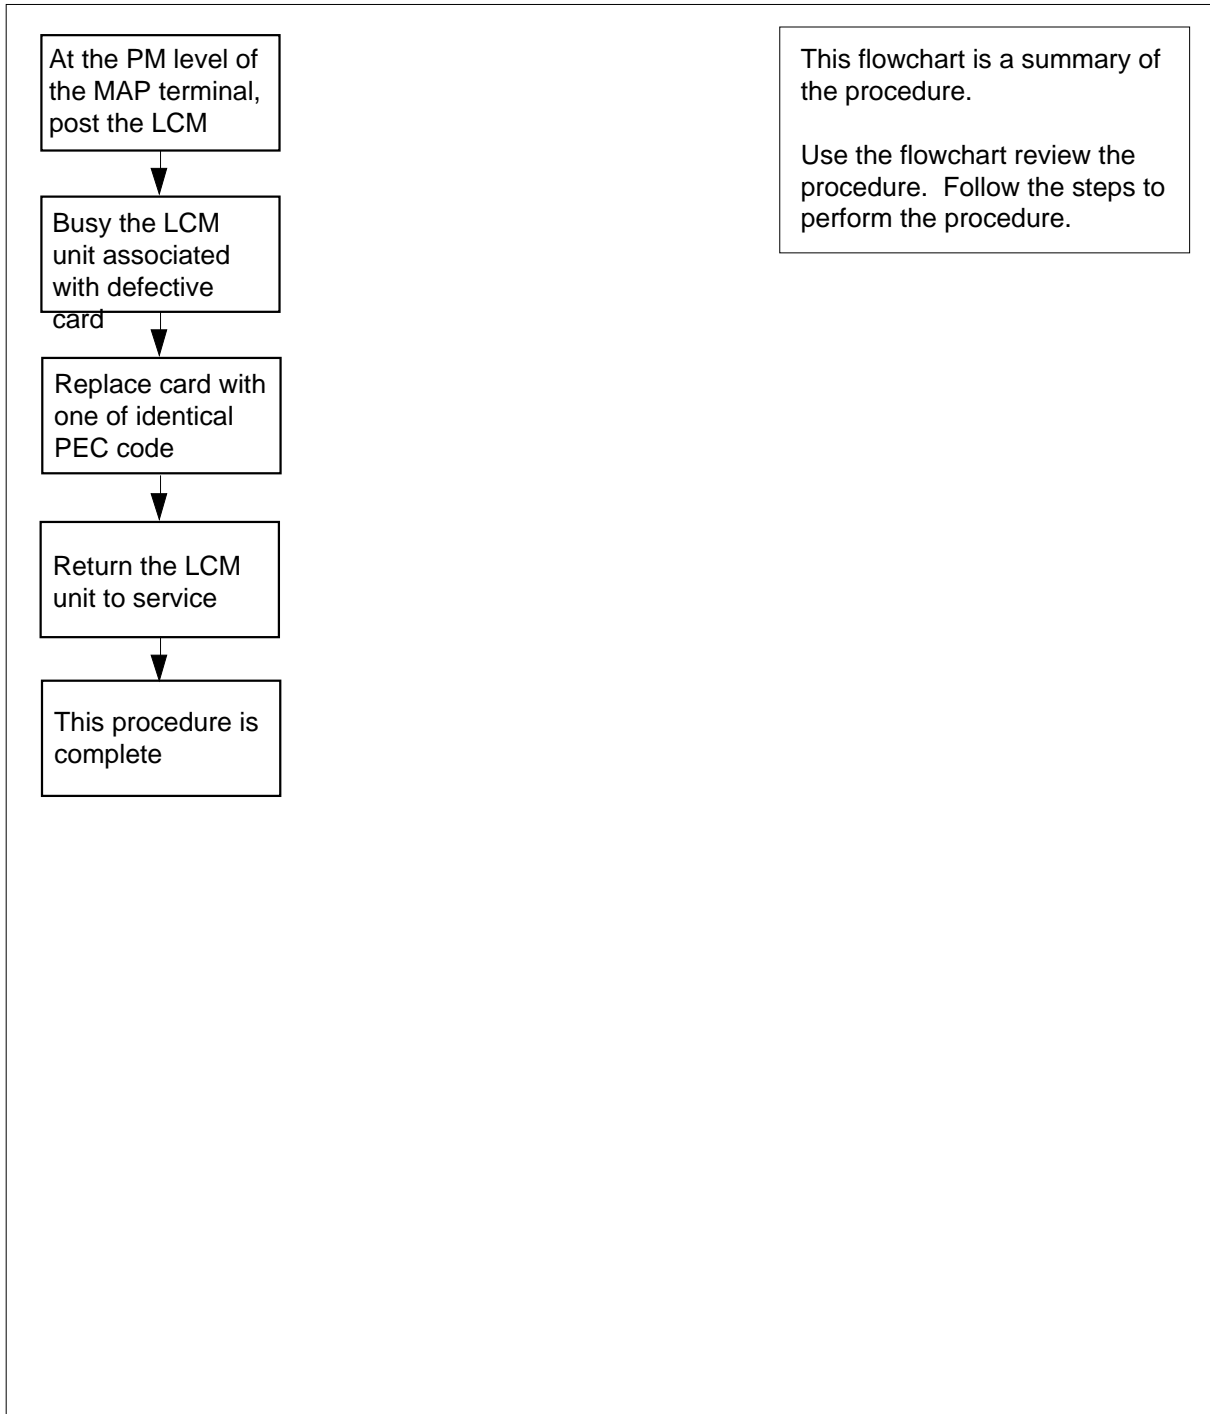 At the PM level of
the MAP terminal,
post the LCM
Busy the LCM
unit associated
with defective
card
Replace card with
one of identical
PEC code
Return the LCM
unit to service
This procedure is
complete
This flowchart is a summary of
the procedure.
Use the flowchart review the
procedure.  Follow the steps to
perform the procedure.